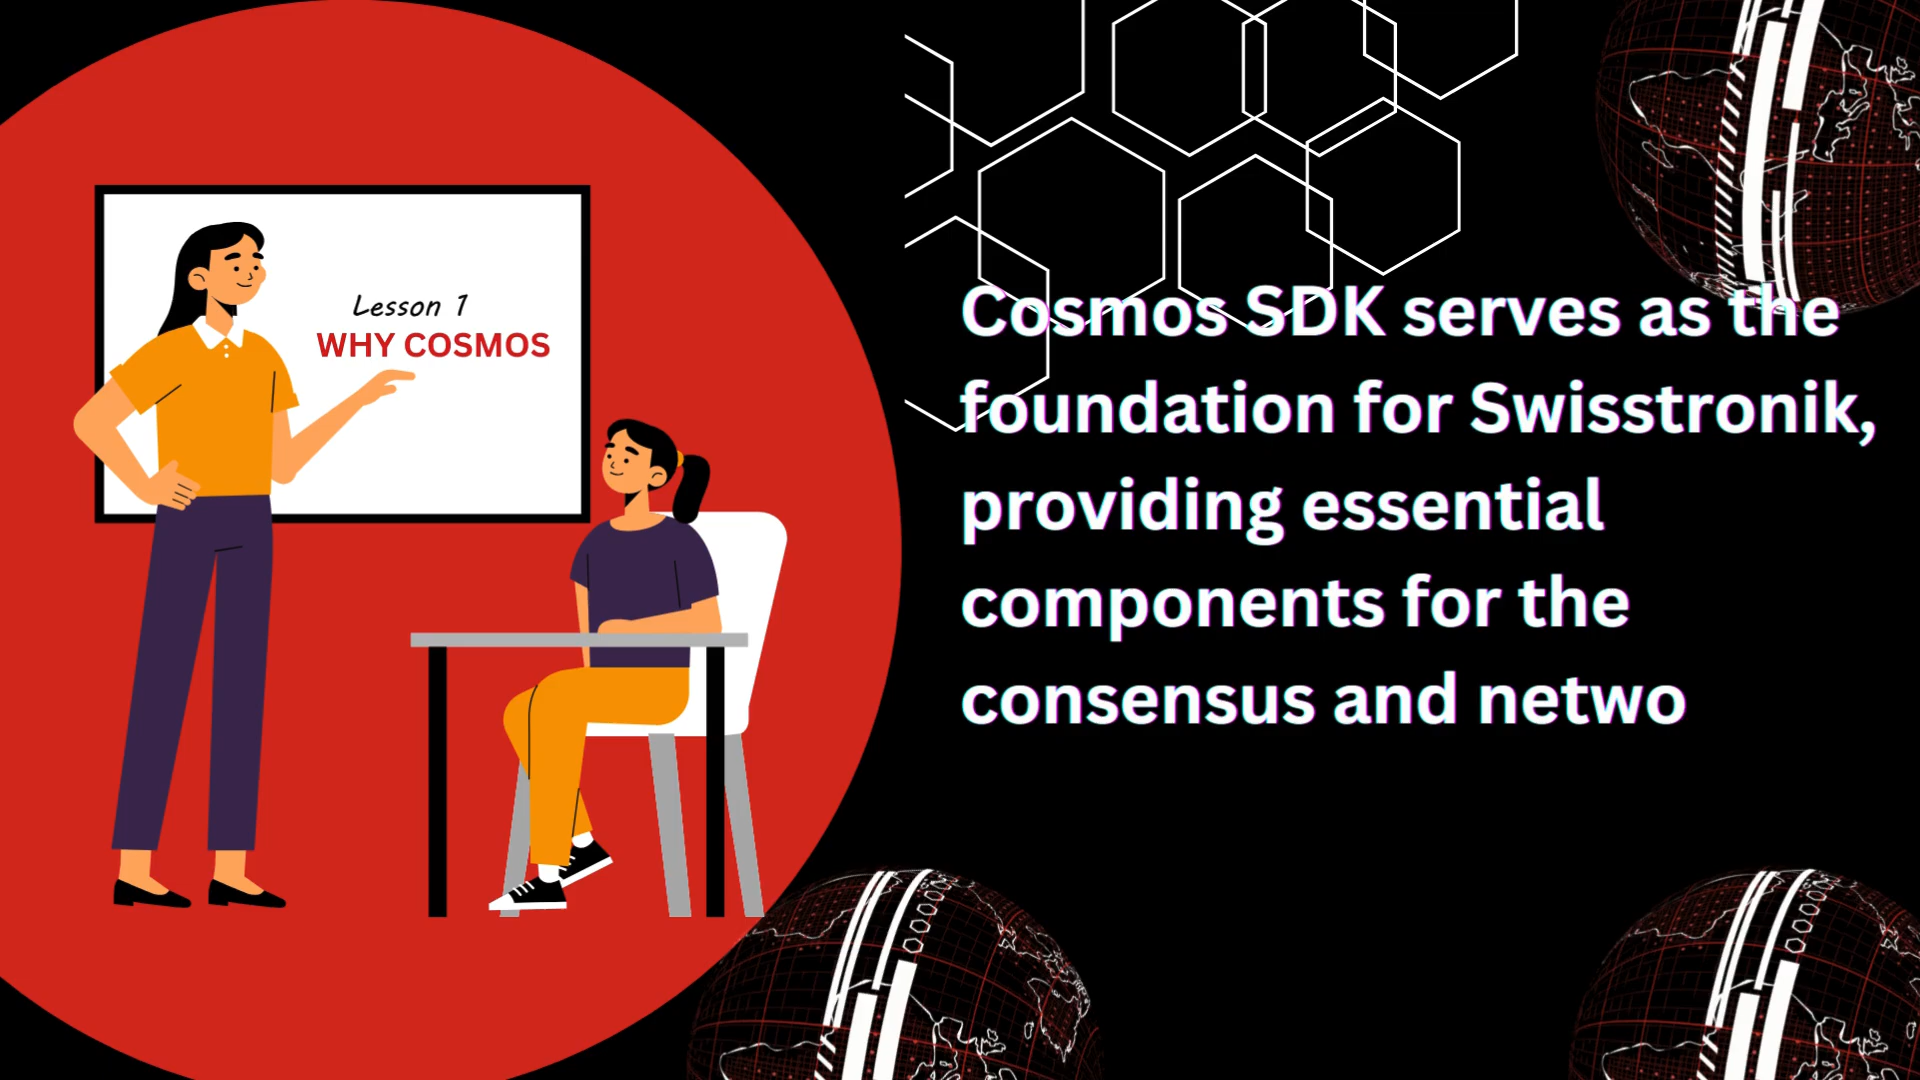 Lesson 1
WHY COSMOS
Cosmos SDK serves as the
foundation for Swisstronik,
providing essential
components for the
consensus and netwo